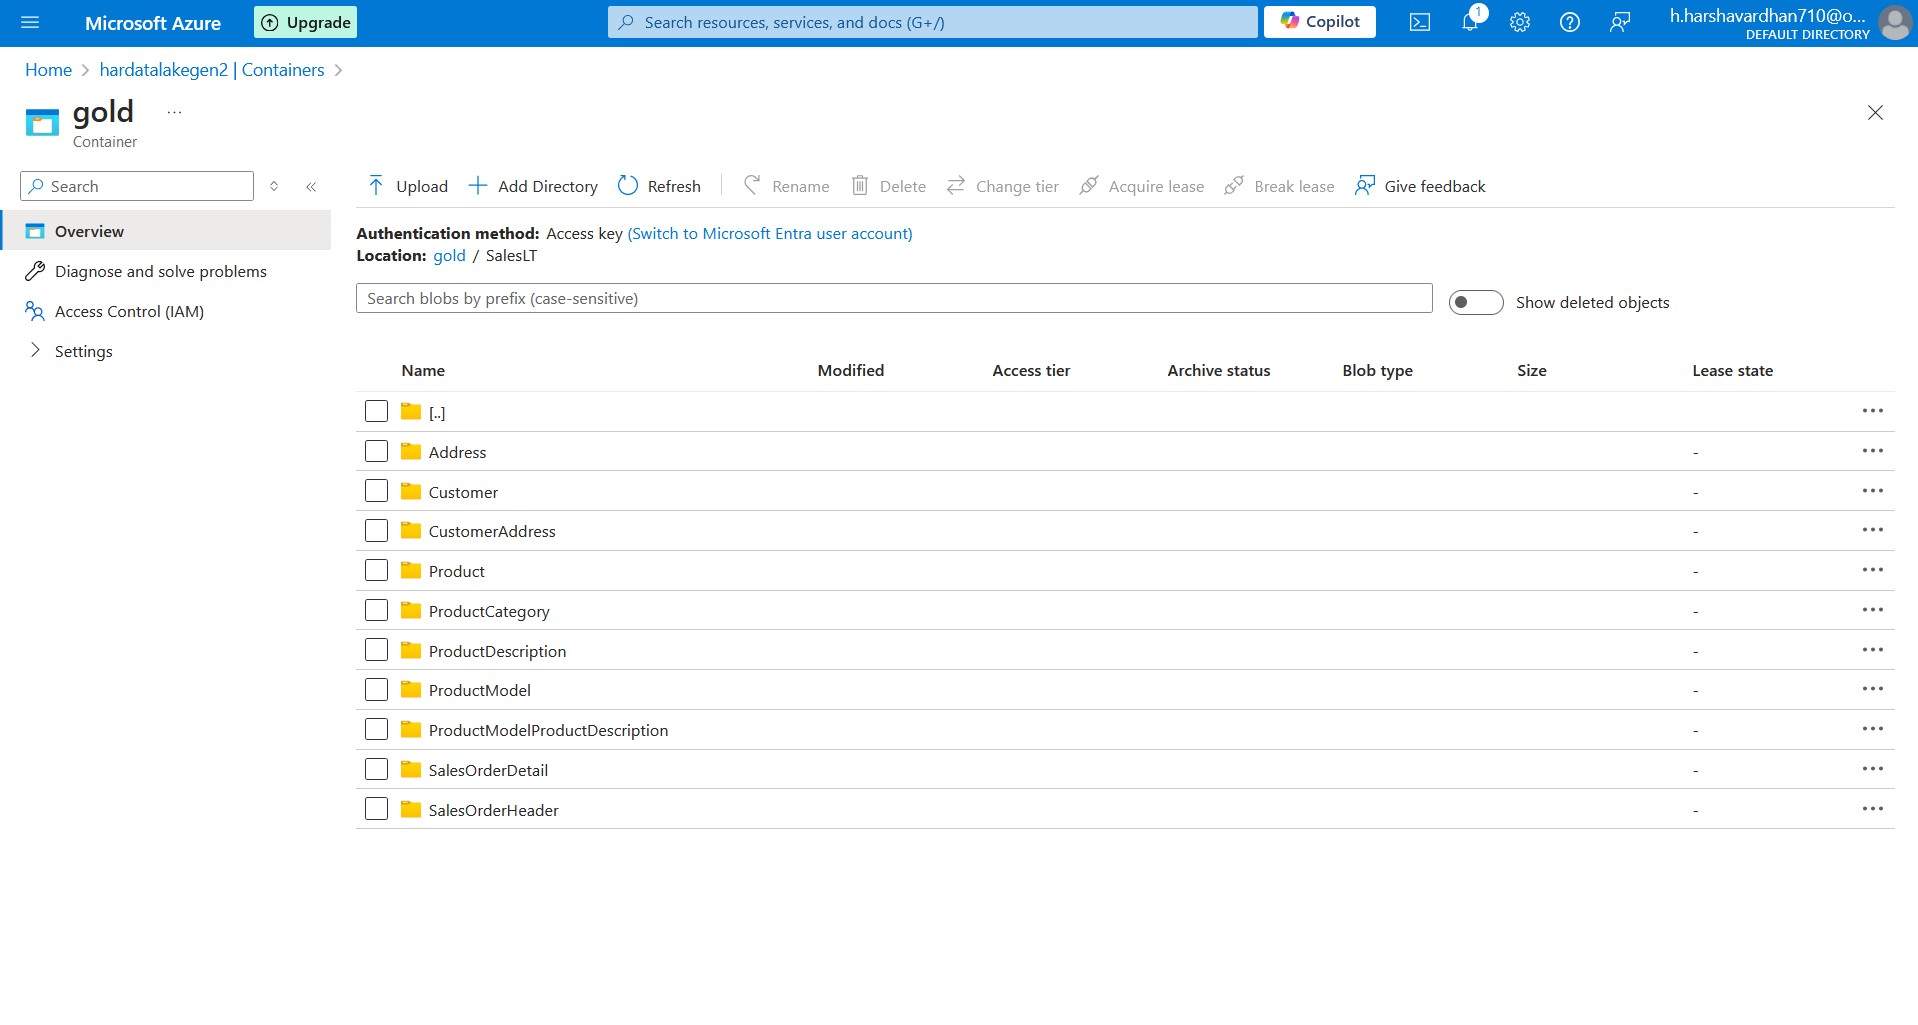 Microsoft Azure
Upgrade
Search resources, services, and docs (G+/)
Copilot
1
h.harshavardhan710@o...
DEFAULT DIRECTORY
Home > hardatalakegen2 | Containers >
gold ...
Container
Search
Overview
Diagnose and solve problems
Access Control (IAM)
Settings
Upload Add Directory Refresh Rename Delete Change tier Acquire lease Break lease Give feedback
Authentication method: Access key (Switch to Microsoft Entra user account)
Location: gold / SalesLT
Search blobs by prefix (case-sensitive)
Show deleted objects
Name Modified Access tier Archive status Blob type Size Lease state
[..]
Address -
Customer -
CustomerAddress -
Product -
ProductCategory -
ProductDescription -
ProductModel -
ProductModelProductDescription -
SalesOrderDetail -
SalesOrderHeader -